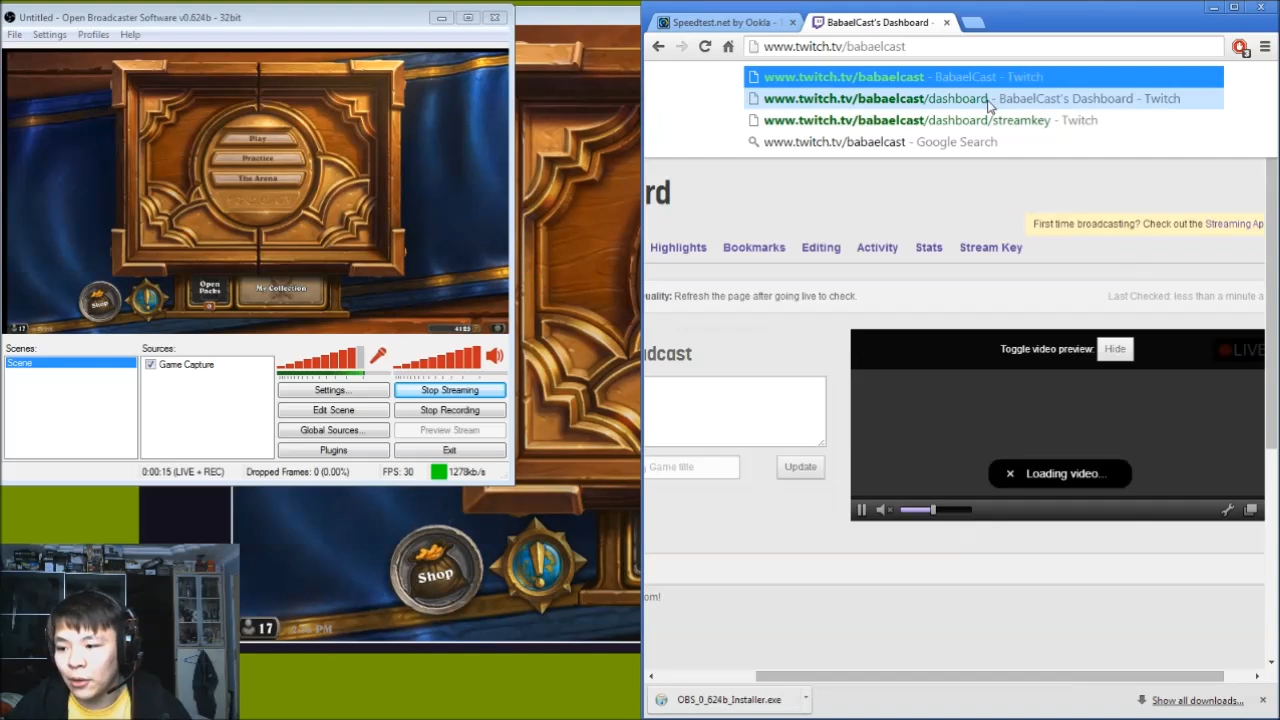 Untitled - Open Broadcaster Software v0.624b - 32bit
File Settings Profiles Help
Play
Practice
The Arena
Open Packs
My Collection
Shop
17
Scenes:
Scene
Sources:
Game Capture
Settings...
Stop Streaming
Edit Scene
Stop Recording
Global Sources...
Preview Stream
Plugins
Exit
0:00:15 (LIVE + REC)
Dropped Frames: 0 (0.00%)
FPS: 30
1278kb/s
Shop
17
Speedtest.net by Ookla -
BabaelCast's Dashboard -
www.twitch.tv/babaelcast
3
www.twitch.tv/babaelcast - BabaelCast - Twitch
www.twitch.tv/babaelcast/dashboard - BabaelCast's Dashboard - Twitch
www.twitch.tv/babaelcast/dashboard/streamkey - Twitch
www.twitch.tv/babaelcast - Google Search
rd
First time broadcasting? Check out the Streaming Ap
Highlights Bookmarks Editing Activity Stats Stream Key
uality: Refresh the page after going live to check.
Last Checked: less than a minute a
adcast
Toggle video preview: Hide
LIVE
Game title
Update
Loading video...
om!
OBS_0_624b_Installer.exe
Show all downloads...